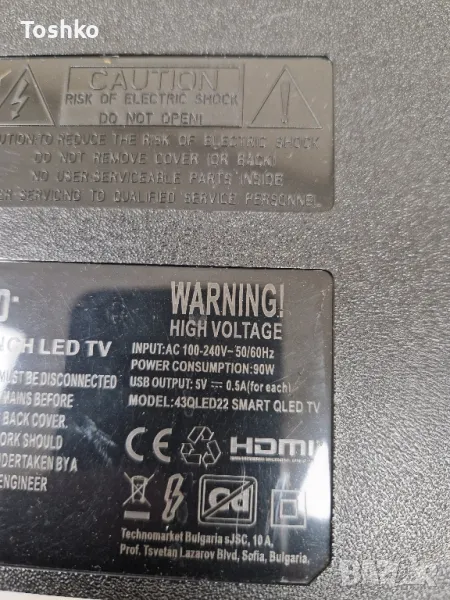 Toshko
CAUTION
RISK OF ELECTRIC SHOCK
DO NOT OPEN!
TO REDUCE THE RISK OF ELECTRIC SHOCK
DO NOT REMOVE COVER (OR BACK)
NO USER SERVICEABLE PARTS INSIDE
SERVICING TO QUALIFIED SERVICE PERSONNEL
LED TV
MUST BE DISCONNECTED
MAINS BEFORE
BACK COVER.
SHOULD
BY A
ENGINEER
WARNING!
HIGH VOLTAGE
INPUT:AC 100-240V~ 50/60Hz
POWER CONSUMPTION:90W
USB OUTPUT: 5V ⎓ 0.5A(for each)
MODEL:43QLED22 SMART QLED TV
CE HDMI
Technomarket Bulgaria sJSC, 10 A,
Prof. Tsvetan Lazarov Blvd, Sofia, Bulgaria.
bazar